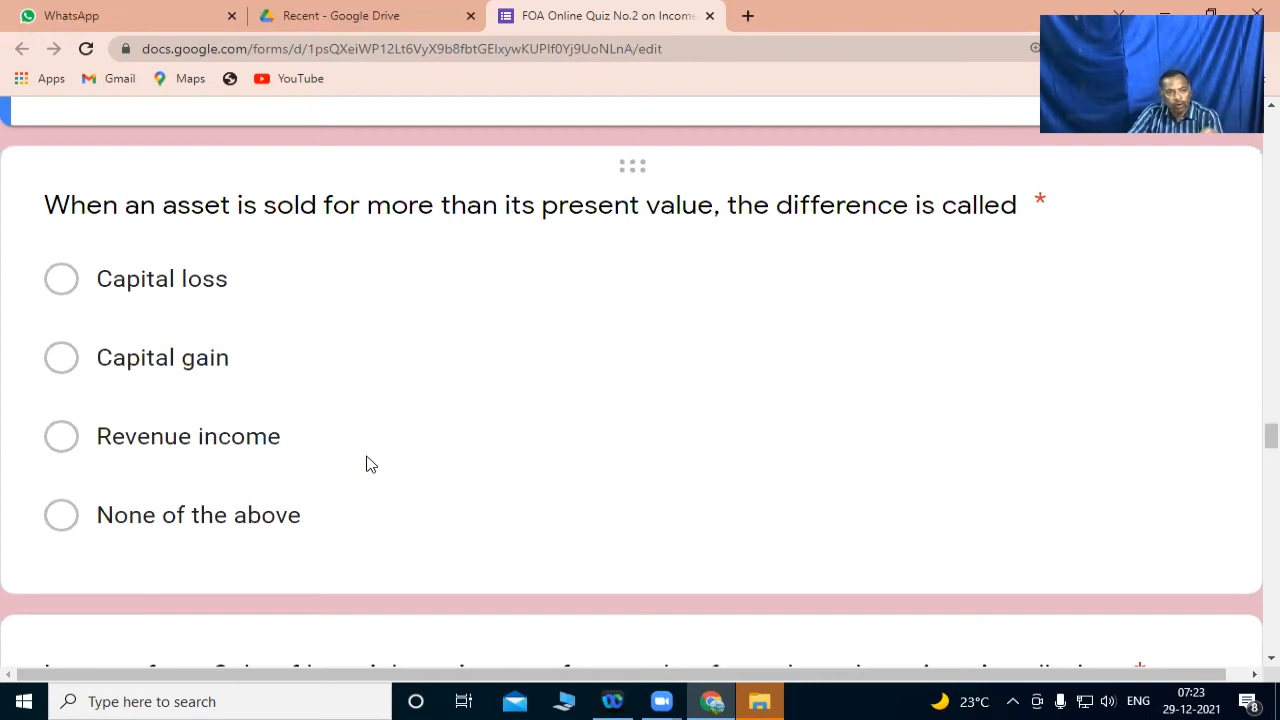 WhatsApp
Recent - Google Drive
FOA Online Quiz No.2 on Income
docs.google.com/forms/d/1psQXeiWP12Lt6VyX9b8fbtGElxywKUPIf0Yj9UoNLnA/edit
Apps
Gmail
Maps
YouTube
When an asset is sold for more than its present value, the difference is called *
Capital loss
Capital gain
Revenue income
None of the above
Type here to search
23°C
ENG
07:23
29-12-2021
8